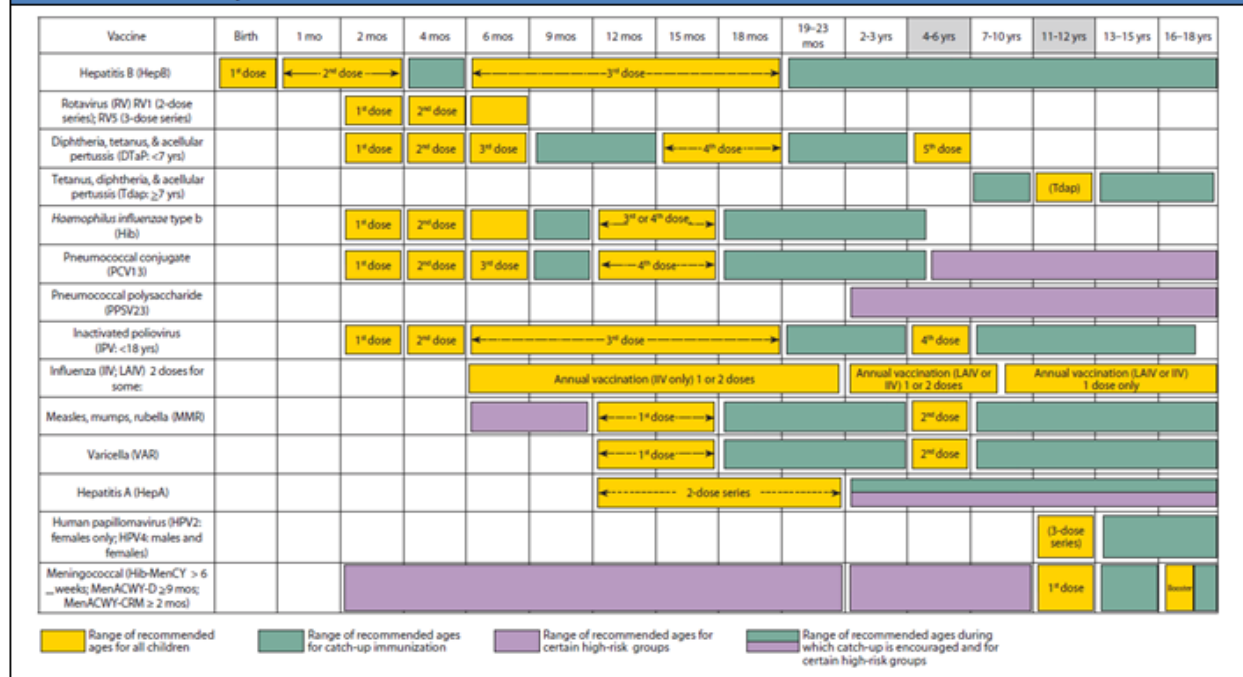 Vaccine Birth 1 mo 2 mos 4 mos 6 mos 9 mos 12 mos 15 mos 18 mos 19–23 mos 2-3 yrs 4-6 yrs 7-10 yrs 11-12 yrs 13–15 yrs 16–18 yrs
Hepatitis B (HepB) 1st dose 2nd dose 3rd dose
Rotavirus (RV) RV1 (2-dose
series); RV5 (3-dose series) 1st dose 2nd dose
Diphtheria, tetanus, & acellular
pertussis (DTaP: <7 yrs) 1st dose 2nd dose 3rd dose 4th dose 5th dose
Tetanus, diphtheria, & acellular
pertussis (Tdap: ≥7 yrs) (Tdap)
Haemophilus influenzae type b
(Hib) 1st dose 2nd dose 3rd or 4th dose
Pneumococcal conjugate
(PCV13) 1st dose 2nd dose 3rd dose 4th dose
Pneumococcal polysaccharide
(PPSV23)
Inactivated poliovirus
(IPV: <18 yrs) 1st dose 2nd dose 3rd dose 4th dose
Influenza (IIV; LAIV) 2 doses for
some:
Annual vaccination (IIV only) 1 or 2 doses
Annual vaccination (LAIV or
IIV) 1 or 2 doses
Annual vaccination (LAIV or IIV)
1 dose only
Measles, mumps, rubella (MMR) 1st dose 2nd dose
Varicella (VAR) 1st dose 2nd dose
Hepatitis A (HepA) 2-dose series
Human papillomavirus (HPV2:
females only; HPV4: males and
females)
(3-dose
series)
Meningococcal (Hib-MenCY > 6
weeks; MenACWY-D ≥9 mos;
MenACWY-CRM ≥ 2 mos) 1st dose Booster
Range of recommended
ages for all children
Range of recommended ages
for catch-up immunization
Range of recommended ages for
certain high-risk groups
Range of recommended ages during
which catch-up is encouraged and for
certain high-risk groups